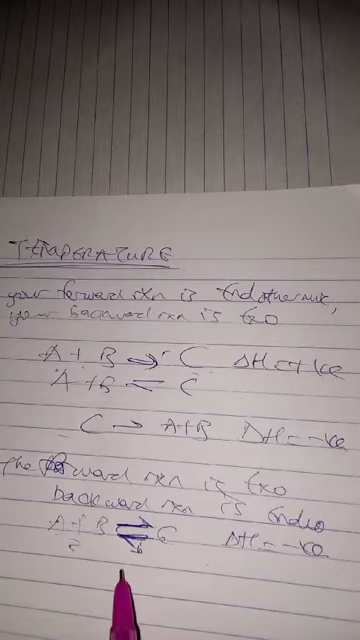 TEMPERATURE
your forward rxn is Endothermic,
your backward rxn is Exo
A + B → C ΔH = + ve
A + B ← C
C → A + B ΔH = - ve
The forward rxn is Exo
backward rxn is Endo
A + B ⇌ C ΔH = - ve
b